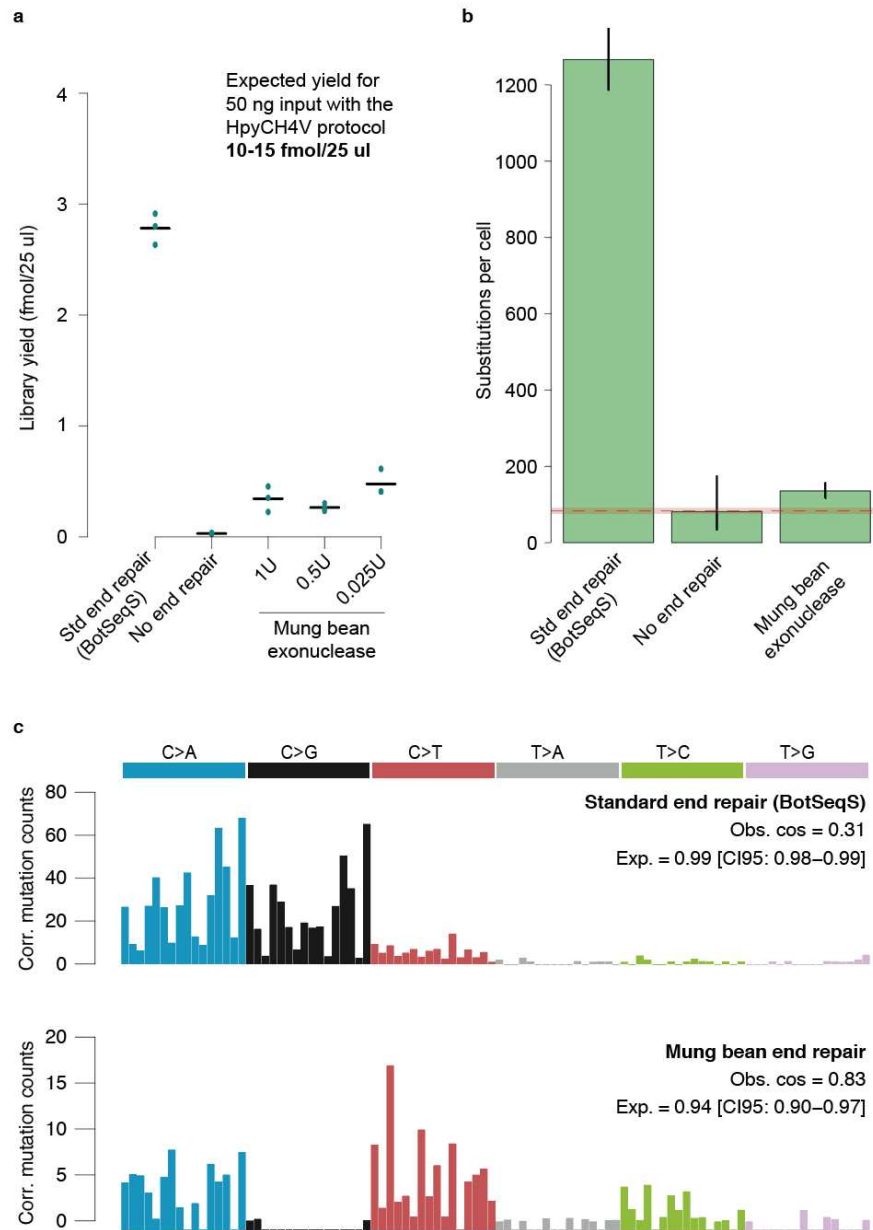 a
Expected yield for
50 ng input with the
HpyCH4V protocol
10-15 fmol/25 ul
Library yield (fmol/25 ul)
4
3
2
1
0
Std end repair
(BotSeqS)
No end repair
1U
0.5U
0.025U
Mung bean
exonuclease
b
Substitutions per cell
1200
1000
800
600
400
200
0
Std end repair
(BotSeqS)
No end repair
Mung bean
exonuclease
c
C>A C>G C>T T>A T>C T>G
Corr. mutation counts
80
60
40
20
0
Standard end repair (BotSeqS)
Obs. cos = 0.31
Exp. = 0.99 [CI95: 0.98−0.99]
Corr. mutation counts
20
15
10
5
0
Mung bean end repair
Obs. cos = 0.83
Exp. = 0.94 [CI95: 0.90−0.97]